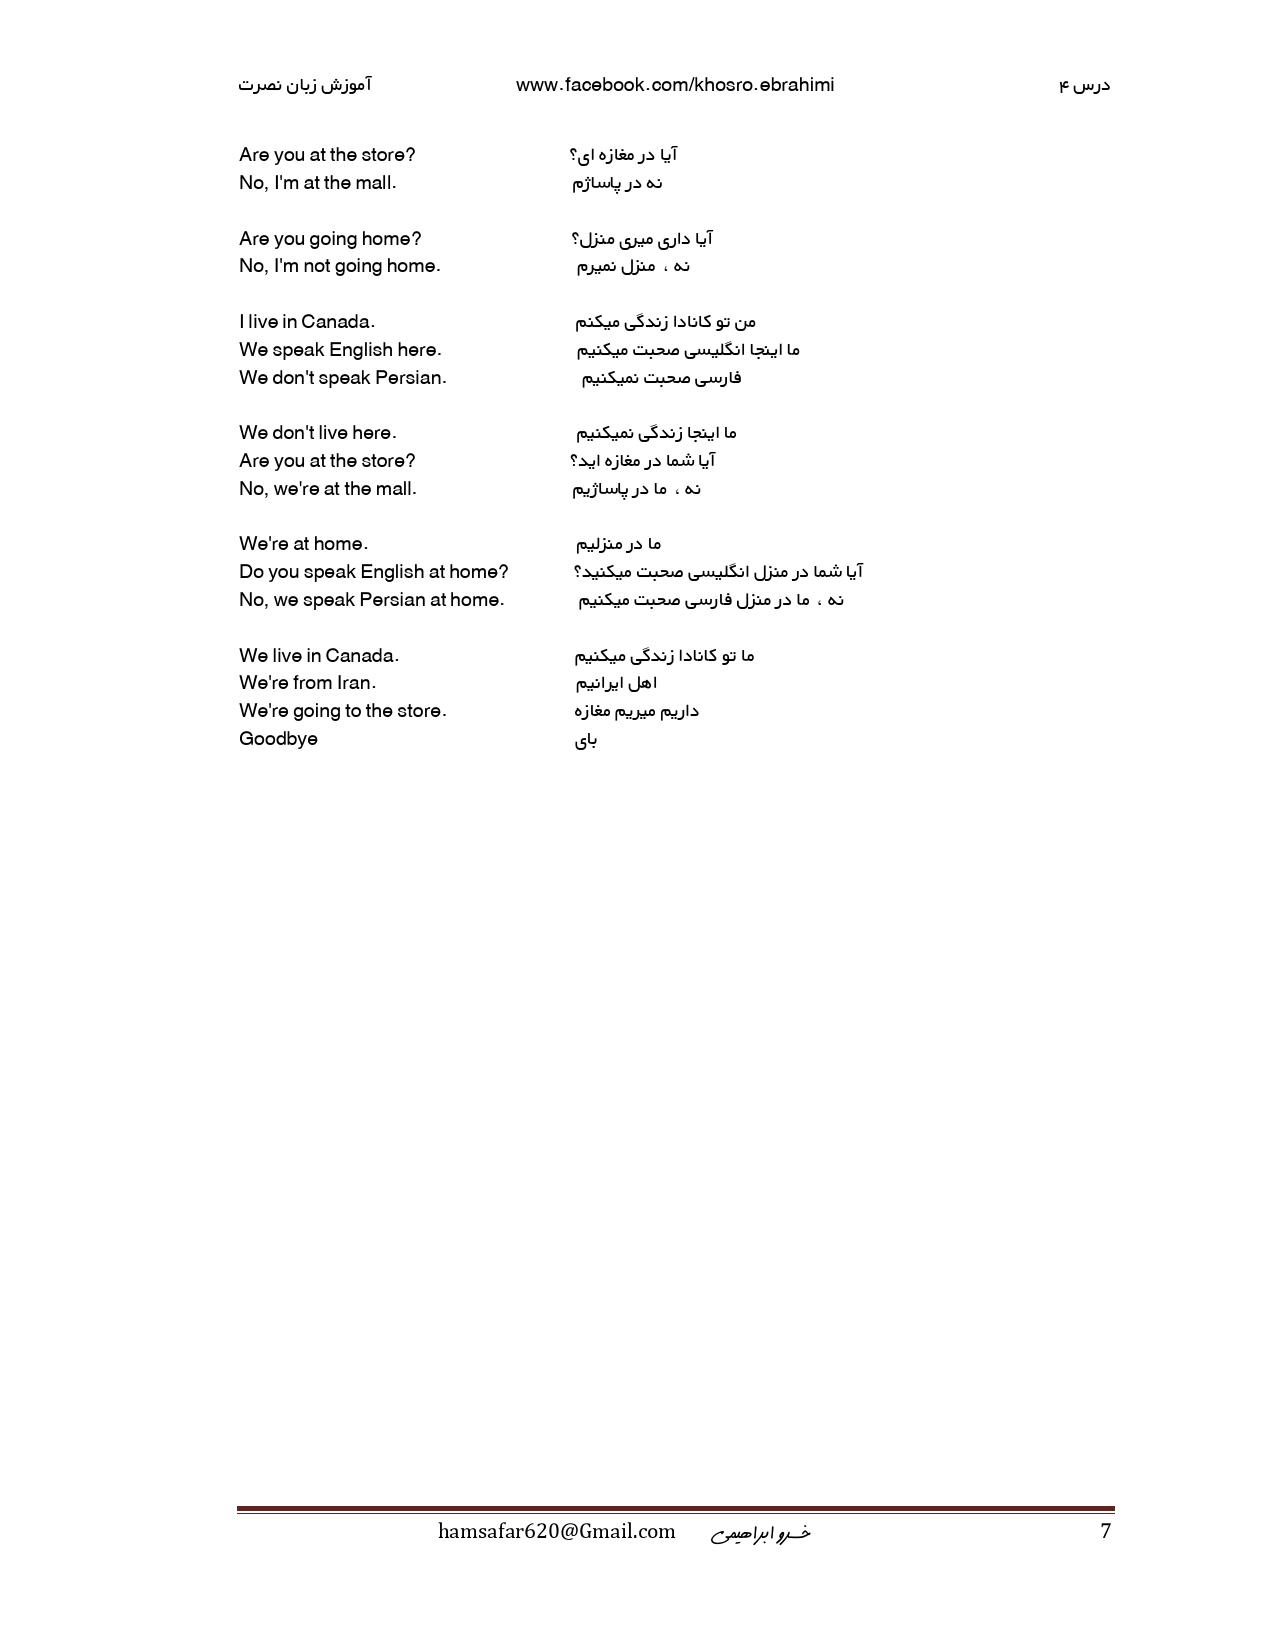 آموزش زبان نصرت www.facebook.com/khosro.ebrahimi درس ۴
Are you at the store? آیا در مغازه ای؟
No, I'm at the mall. نه در پاساژم
Are you going home? آیا داری میری منزل؟
No, I'm not going home. نه ، منزل نمیرم
I live in Canada. من تو کانادا زندگی میکنم
We speak English here. ما اینجا انگلیسی صحبت میکنیم
We don't speak Persian. فارسی صحبت نمیکنیم
We don't live here. ما اینجا زندگی نمیکنیم
Are you at the store? آیا شما در مغازه اید؟
No, we're at the mall. نه ، ما در پاساژیم
We're at home. ما در منزلیم
Do you speak English at home? آیا شما در منزل انگلیسی صحبت میکنید؟
No, we speak Persian at home. نه ، ما در منزل فارسی صحبت میکنیم
We live in Canada. ما تو کانادا زندگی میکنیم
We're from Iran. اهل ایرانیم
We're going to the store. داریم میریم مغازه
Goodbye بای
hamsafar620@Gmail.com خسرو ابراهیمی 7